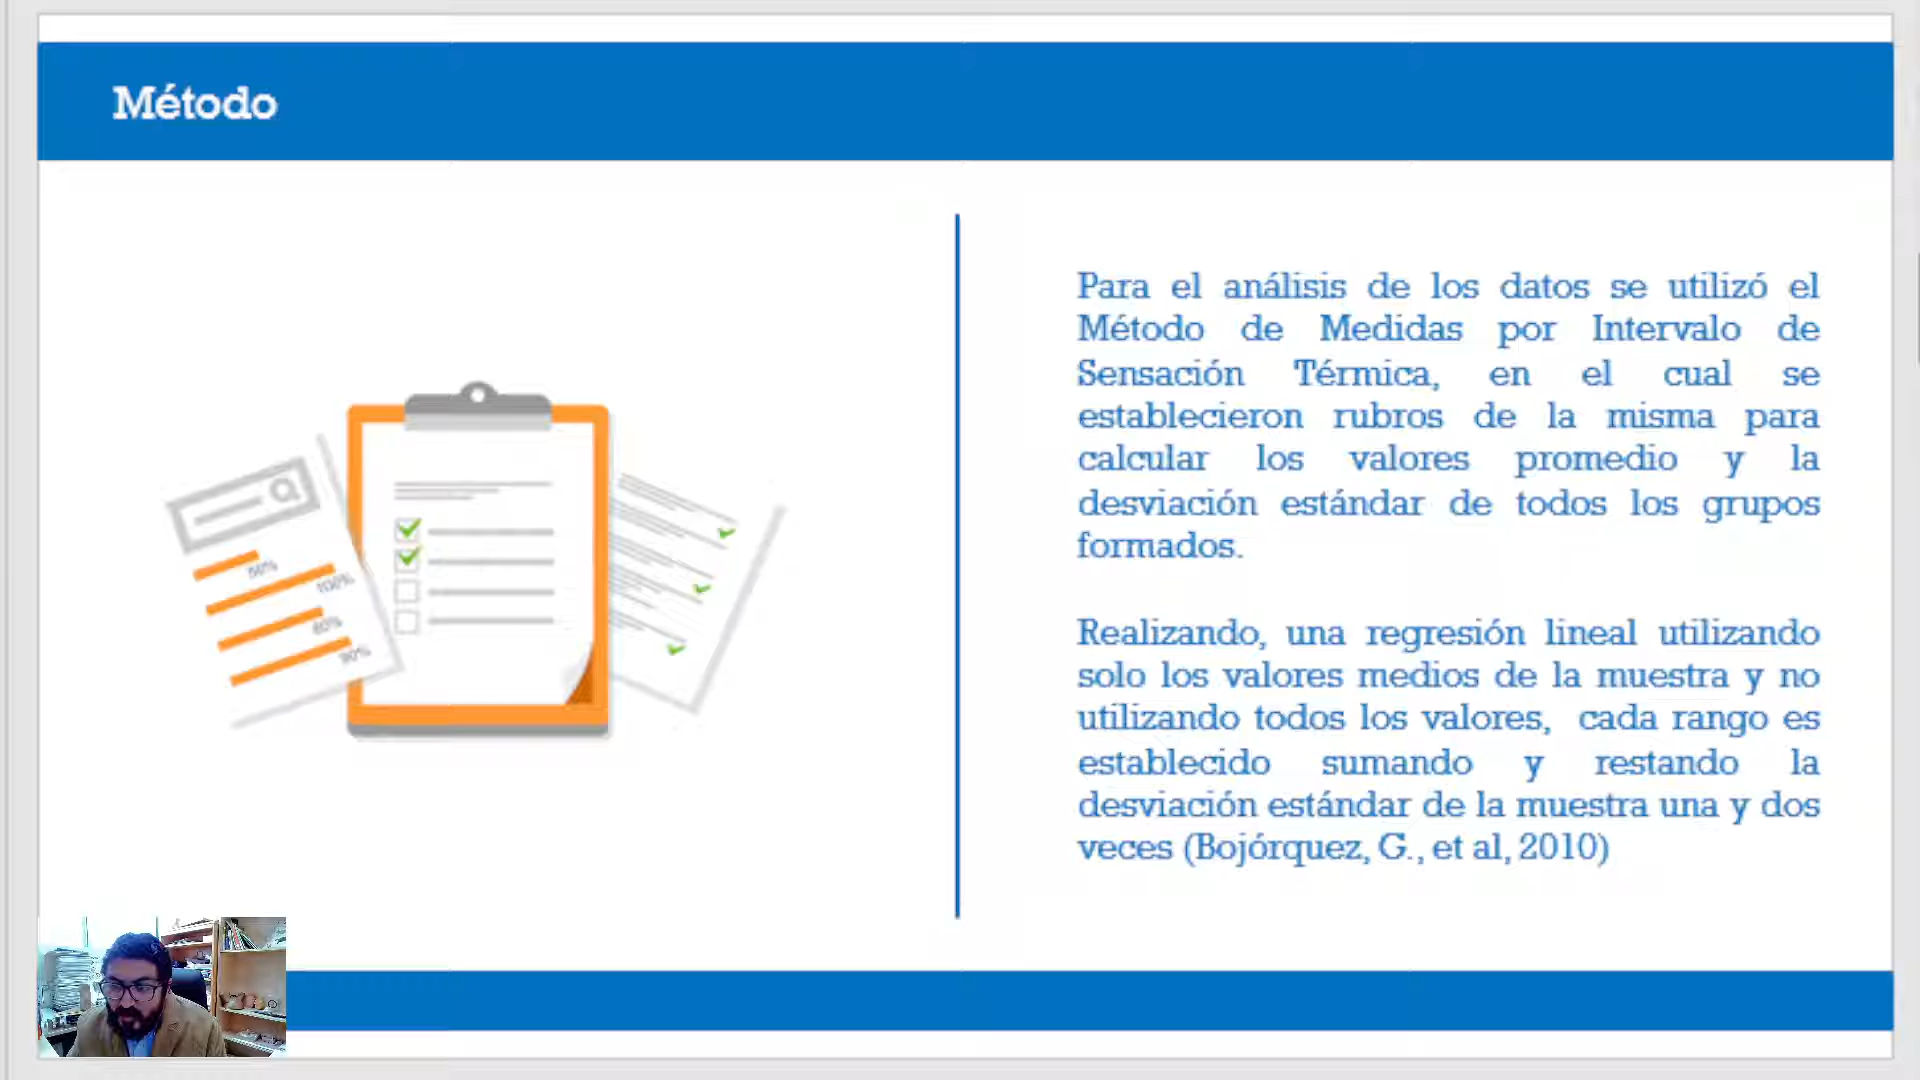 Método
Para el análisis de los datos se utilizó el
Método de Medidas por Intervalo de
Sensación Térmica, en el cual se
establecieron rubros de la misma para
calcular los valores promedio y la
desviación estándar de todos los grupos
formados.
Realizando, una regresión lineal utilizando
solo los valores medios de la muestra y no
utilizando todos los valores, cada rango es
establecido sumando y restando la
desviación estándar de la muestra una y dos
veces (Bojórquez, G., et al, 2010)
50%
100%
80%
90%